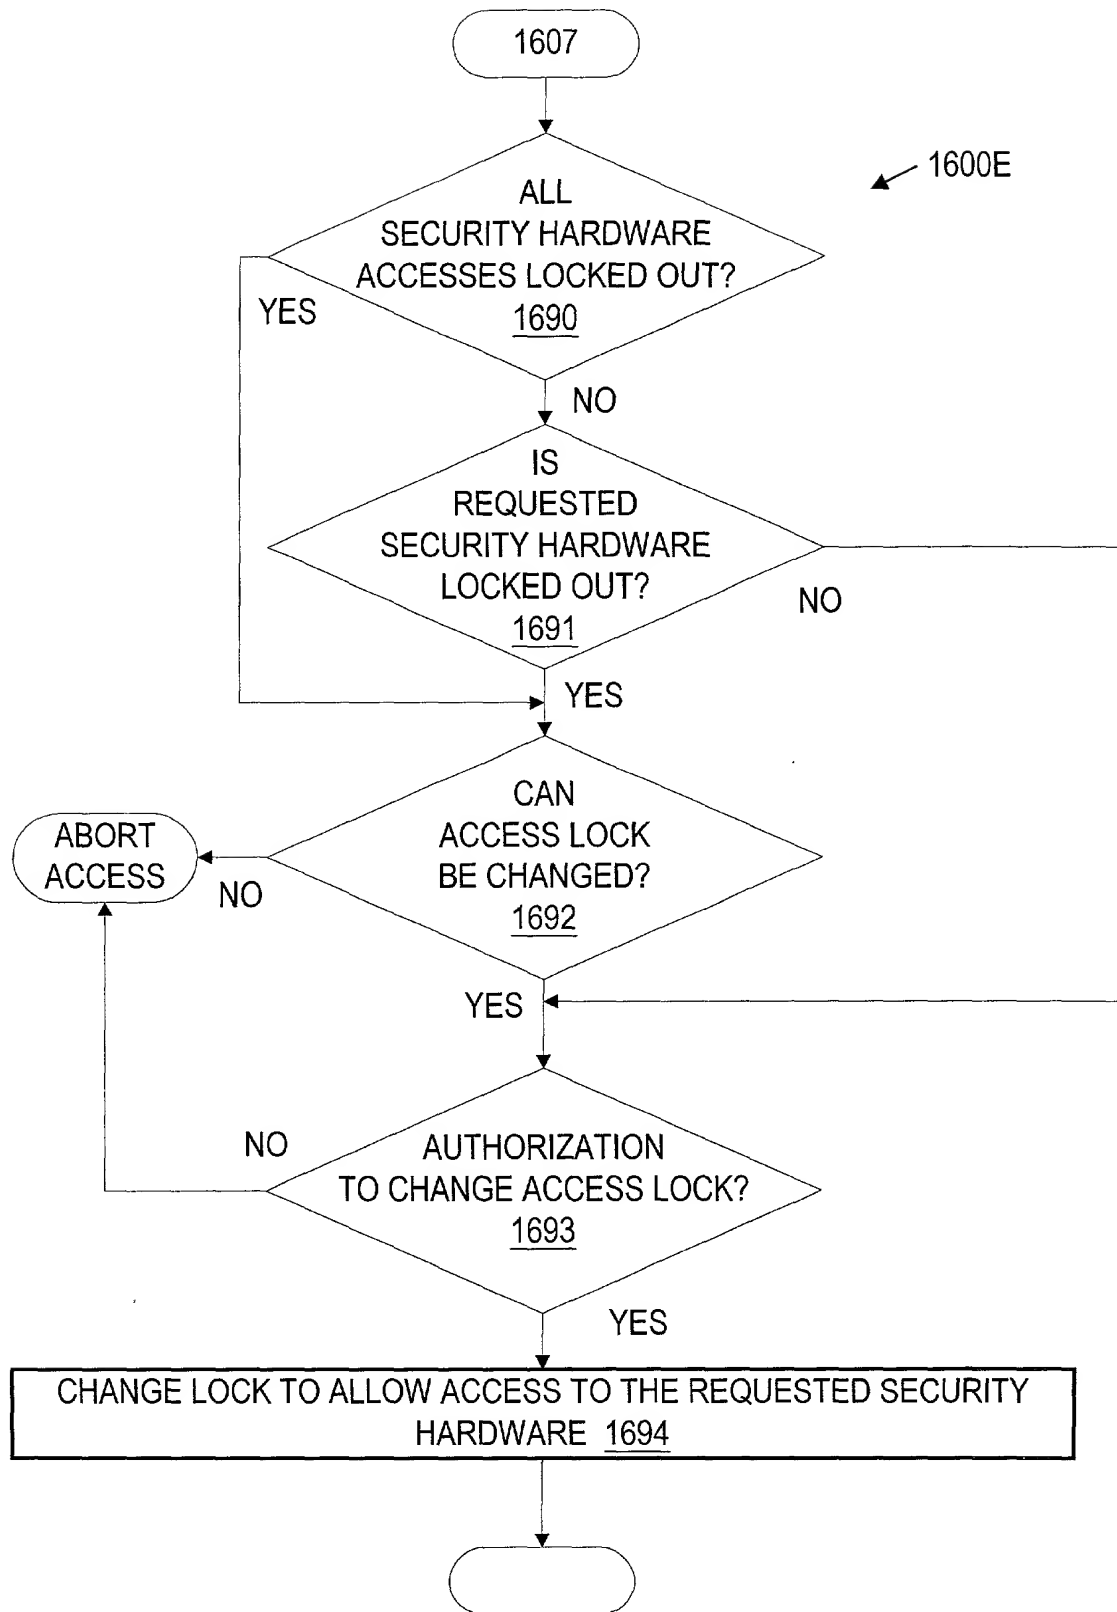 1607
1600E
ALL
SECURITY HARDWARE
ACCESSES LOCKED OUT?
1690
YES
NO
IS
REQUESTED
SECURITY HARDWARE
LOCKED OUT?
1691
NO
YES
CAN
ACCESS LOCK
BE CHANGED?
1692
ABORT
ACCESS
NO
YES
NO
AUTHORIZATION
TO CHANGE ACCESS LOCK?
1693
YES
CHANGE LOCK TO ALLOW ACCESS TO THE REQUESTED SECURITY
HARDWARE 1694